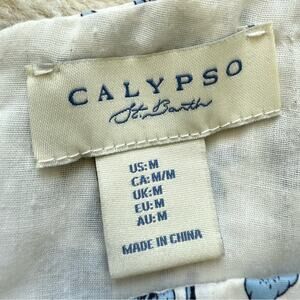 CALYPSO
St. Barth
US:M
CA:M/M
UK:M
EU:M
AU:M
MADE IN CHINA